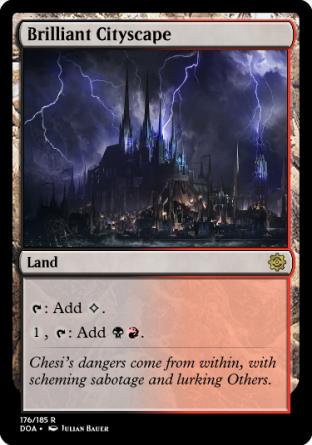 Brilliant Cityscape
Land
: Add .
1 , : Add .
Chesi's dangers come from within, with
scheming sabotage and lurking Others.
176/185 R
DOA • Julian Bauer